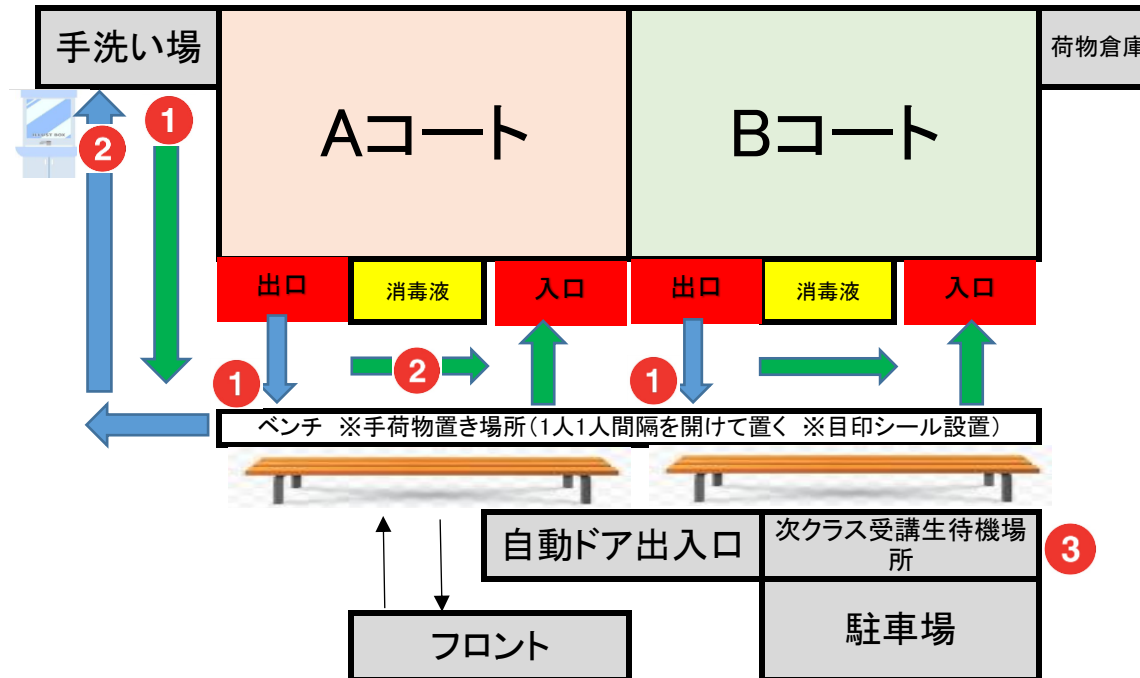 手洗い場
Aコート
Bコート
荷物倉庫
1
2
出口
消毒液
入口
出口
消毒液
入口
1
2
1
ベンチ ※手荷物置き場所(1人1人間隔を開けて置く ※目印シール設置)
自動ドア出入口
次クラス受講生待機場
所
3
フロント
駐車場